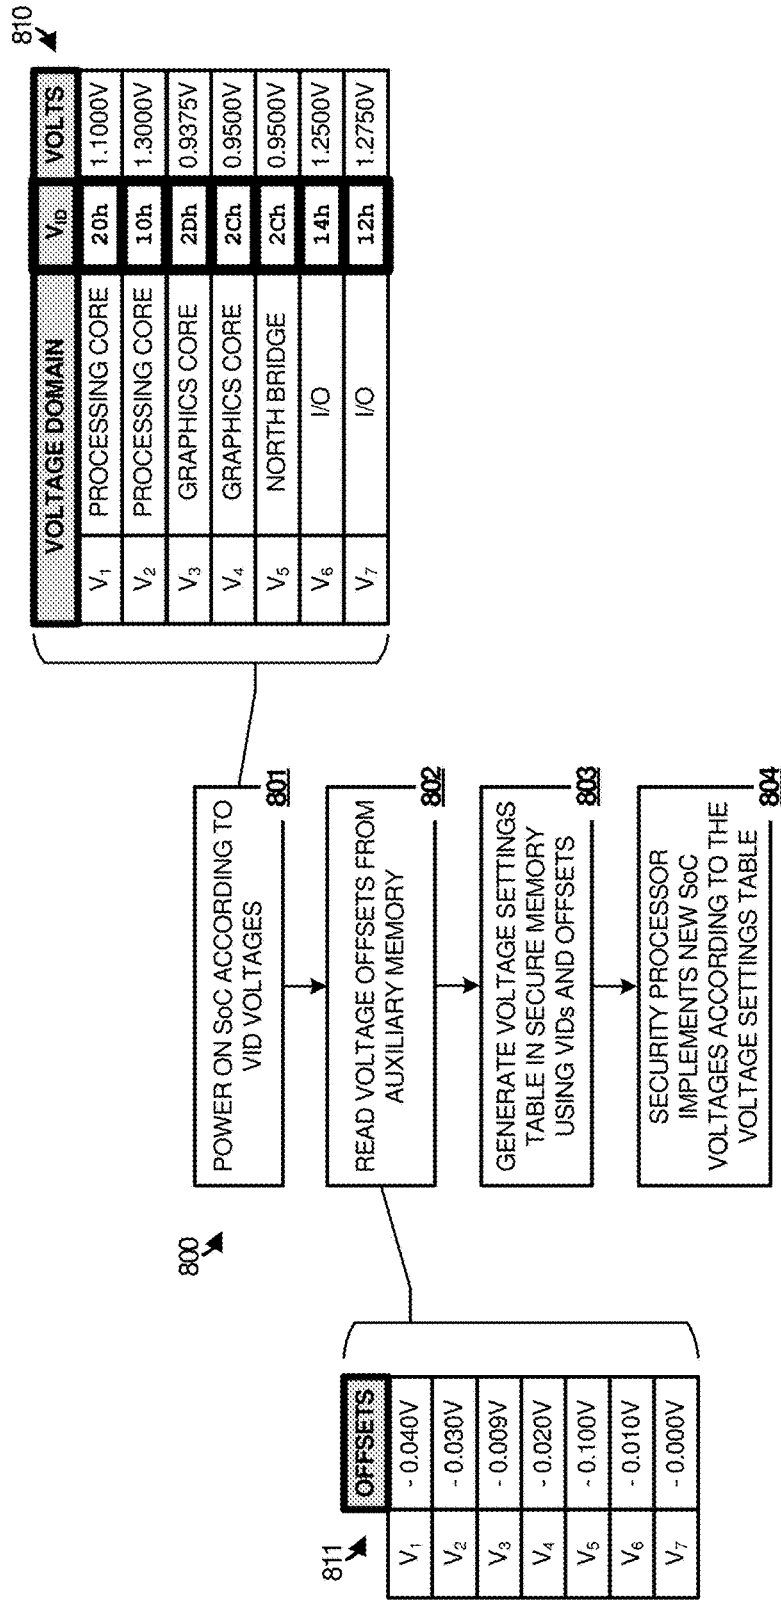 810
VOLTAGE DOMAIN VID VOLTS
V1 PROCESSING CORE 20h 1.1000V
V2 PROCESSING CORE 10h 1.3000V
V3 GRAPHICS CORE 2Dh 0.9375V
V4 GRAPHICS CORE 2Ch 0.9500V
V5 NORTH BRIDGE 2Ch 0.9500V
V6 I/O 14h 1.2500V
V7 I/O 12h 1.2750V
800
POWER ON SoC ACCORDING TO
VID VOLTAGES
801
READ VOLTAGE OFFSETS FROM
AUXILIARY MEMORY
802
GENERATE VOLTAGE SETTINGS
TABLE IN SECURE MEMORY
USING VIDs AND OFFSETS
803
SECURITY PROCESSOR
IMPLEMENTS NEW SoC
VOLTAGES ACCORDING TO THE
VOLTAGE SETTINGS TABLE
804
811
OFFSETS
V1 - 0.040V
V2 - 0.030V
V3 - 0.009V
V4 - 0.020V
V5 - 0.100V
V6 - 0.010V
V7 - 0.000V